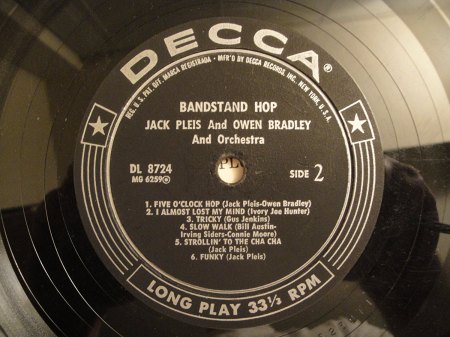 DECCA
REG. U.S. PAT. OFF. MARCA REGISTRADA • MF'R'D BY DECCA RECORDS, INC., NEW YORK, U.S.A.
BANDSTAND HOP
JACK PLEIS And OWEN BRADLEY
And Orchestra
DL 8724
MG 6259
SIDE 2
1. FIVE O'CLOCK HOP (Jack Pleis-Owen Bradley)
2. I ALMOST LOST MY MIND (Ivory Joe Hunter)
3. TRICKY (Gus Jenkins)
4. SLOW WALK (Bill Austin-
Irving Siders-Connie Moore)
5. STROLLIN' TO THE CHA CHA
(Jack Pleis)
6. FUNKY (Jack Pleis)
LONG PLAY 33⅓ RPM